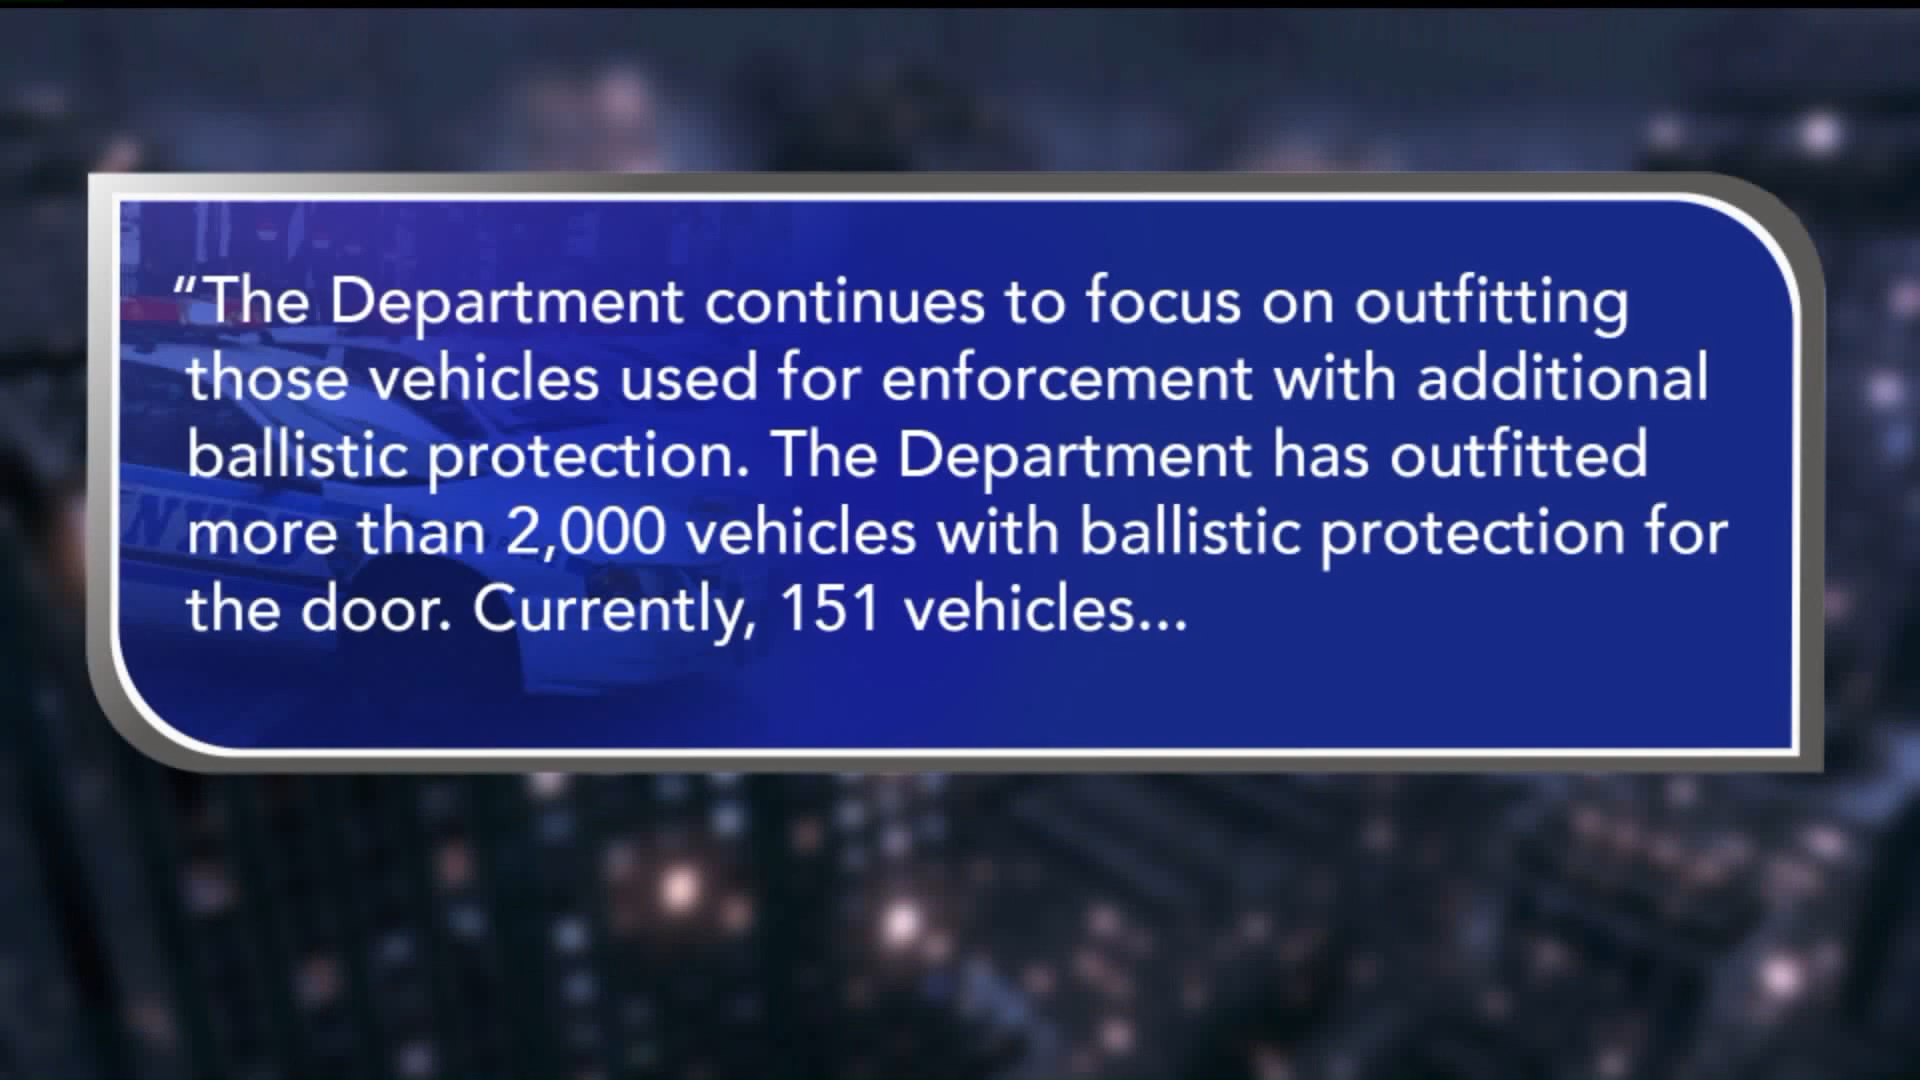 “The Department continues to focus on outfitting
those vehicles used for enforcement with additional
ballistic protection. The Department has outfitted
more than 2,000 vehicles with ballistic protection for
the door. Currently, 151 vehicles...
NYPD